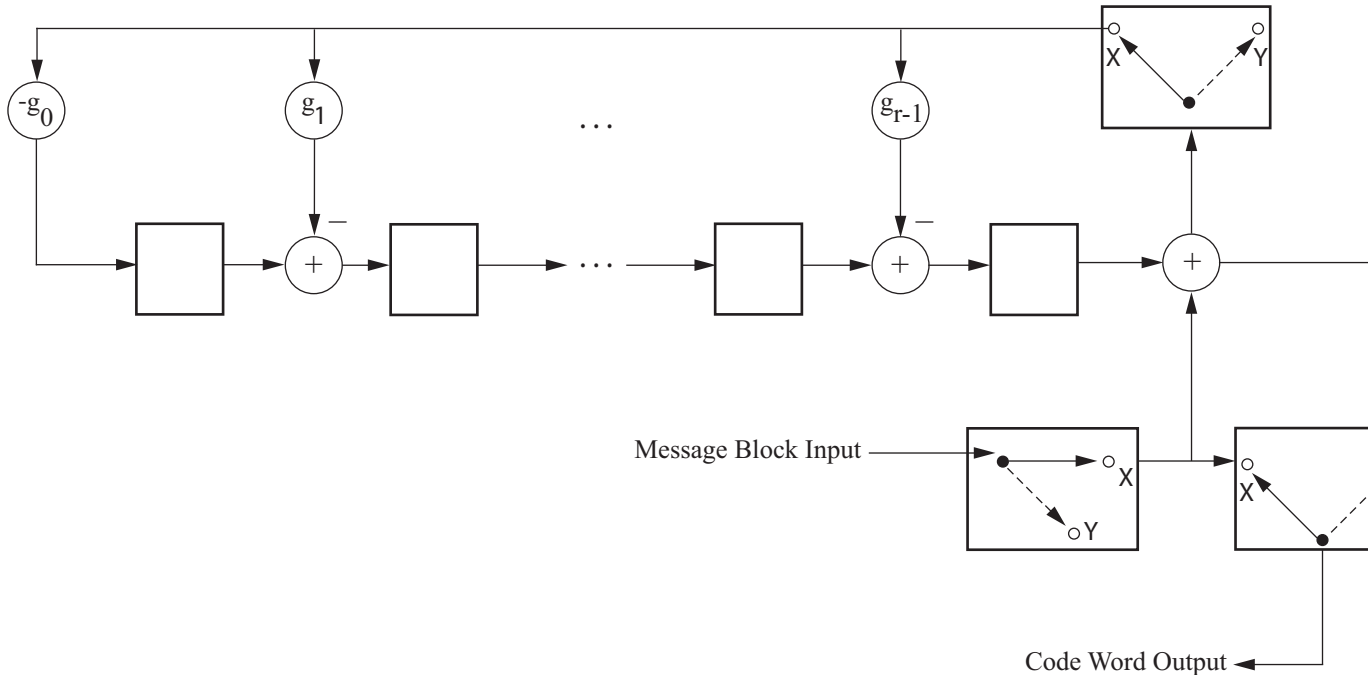 X Y
-g0 g1 ... gr-1
− −
+ + ... + +
Message Block Input
X
Y
X
Code Word Output